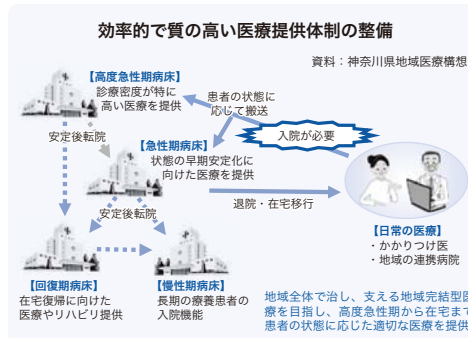 効率的で質の高い医療提供体制の整備
資料：神奈川県地域医療構想
【高度急性期病床】
診療密度が特に
高い医療を提供
患者の状態に
応じて搬送
入院が必要
安定後転院
【急性期病床】
状態の早期安定化に
向けた医療を提供
退院・在宅移行
安定後転院
【日常の医療】
・かかりつけ医
・地域の連携病院
【回復期病床】
在宅復帰に向けた
医療やリハビリ提供
【慢性期病床】
長期の療養患者の
入院機能
地域全体で治し、支える地域完結型医
療を目指し、高度急性期から在宅まで
患者の状態に応じた適切な医療を提供